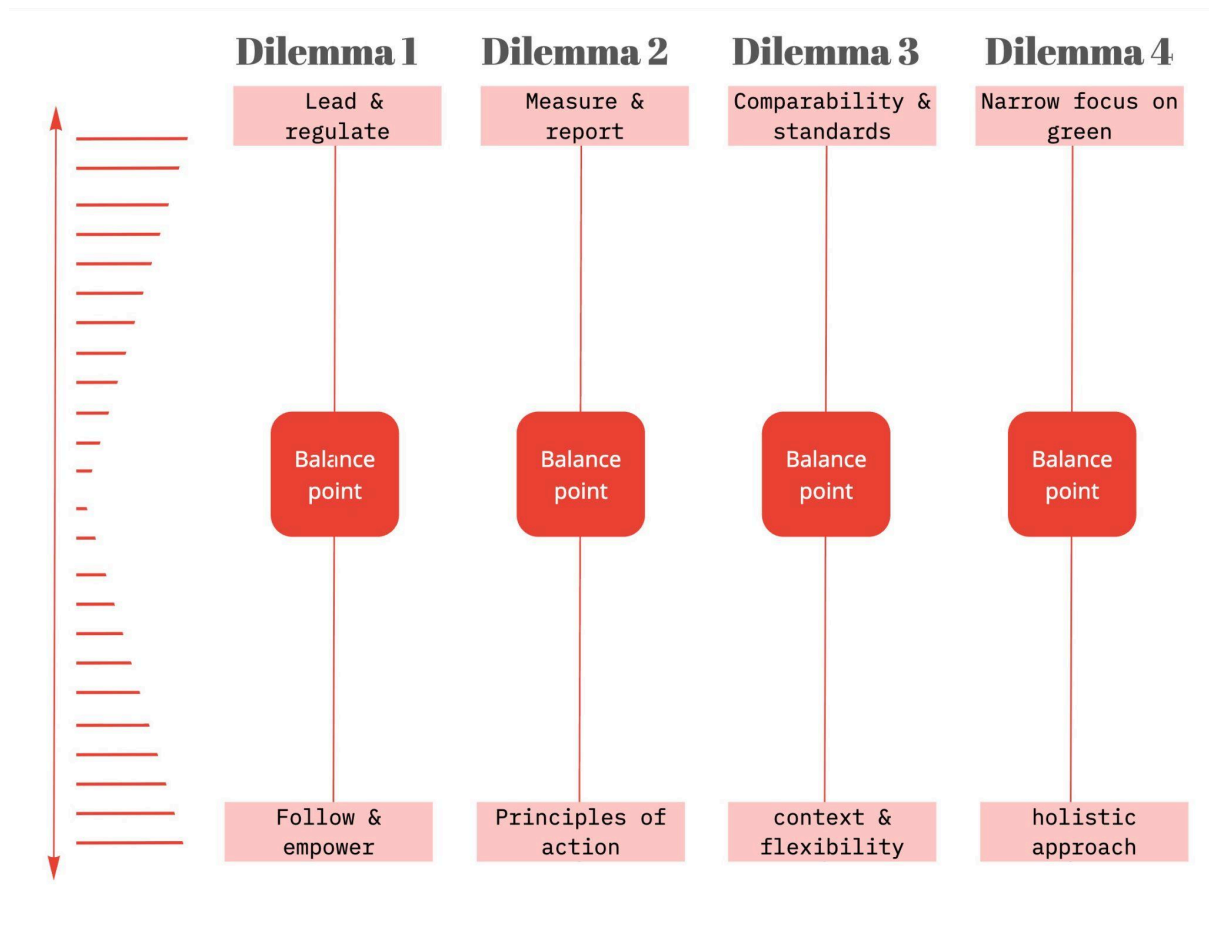 Dilemma 1
Dilemma 2
Dilemma 3
Dilemma 4
Lead &
regulate
Measure &
report
Comparability &
standards
Narrow focus on
green
Balance
point
Balance
point
Balance
point
Balance
point
Follow &
empower
Principles of
action
context &
flexibility
holistic
approach